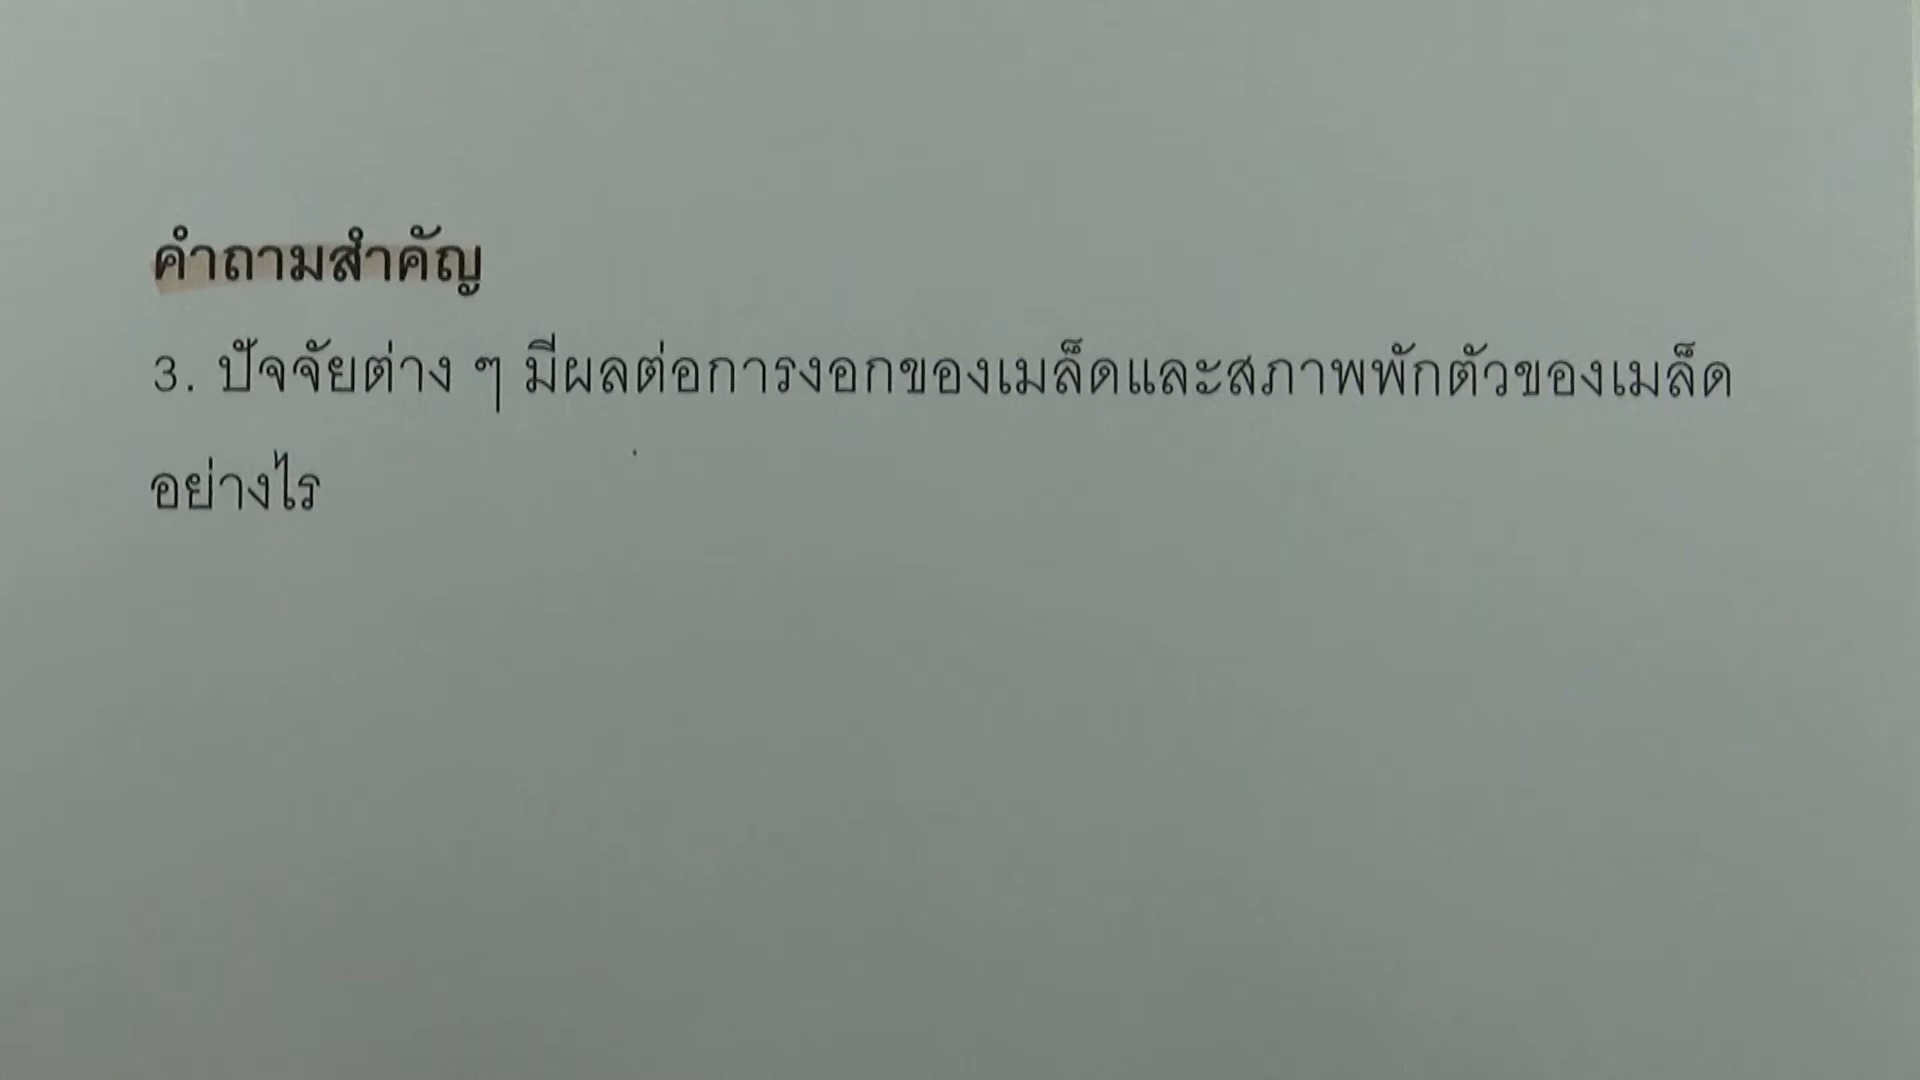 คำถามสำคัญ
3. ปัจจัยต่าง ๆ มีผลต่อการงอกของเมล็ดและสภาพพักตัวของเมล็ด
อย่างไร